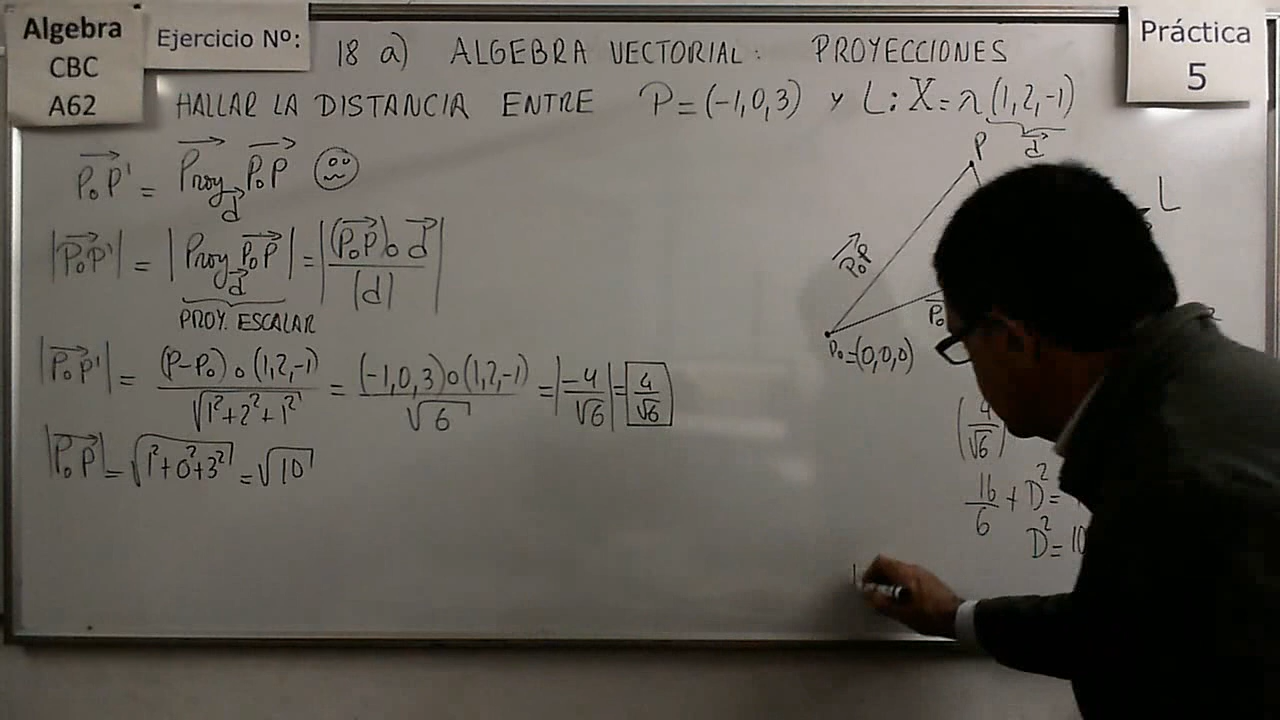 Algebra
CBC
A62
Ejercicio Nº:
Práctica
5
18 a) ALGEBRA VECTORIAL: PROYECCIONES
HALLAR LA DISTANCIA ENTRE P=(-1,0,3) y L: X=λ(1,2,-1)
d
P₀P' = Proy_d P₀P
|P₀P'| = |Proy_d P₀P| = |(P₀P)∘d / |d||
PROY. ESCALAR
|P₀P'| = (P-P₀)∘(1,2,-1) / √(1²+2²+1²) = (-1,0,3)∘(1,2,-1) / √6 = |-4/√6| = 4/√6
|P₀P| = √(1²+0²+3²) = √10
P
L
P₀P
P₀
P₀=(0,0,0)
(4/√6
16/6 + D² =
D² = 10